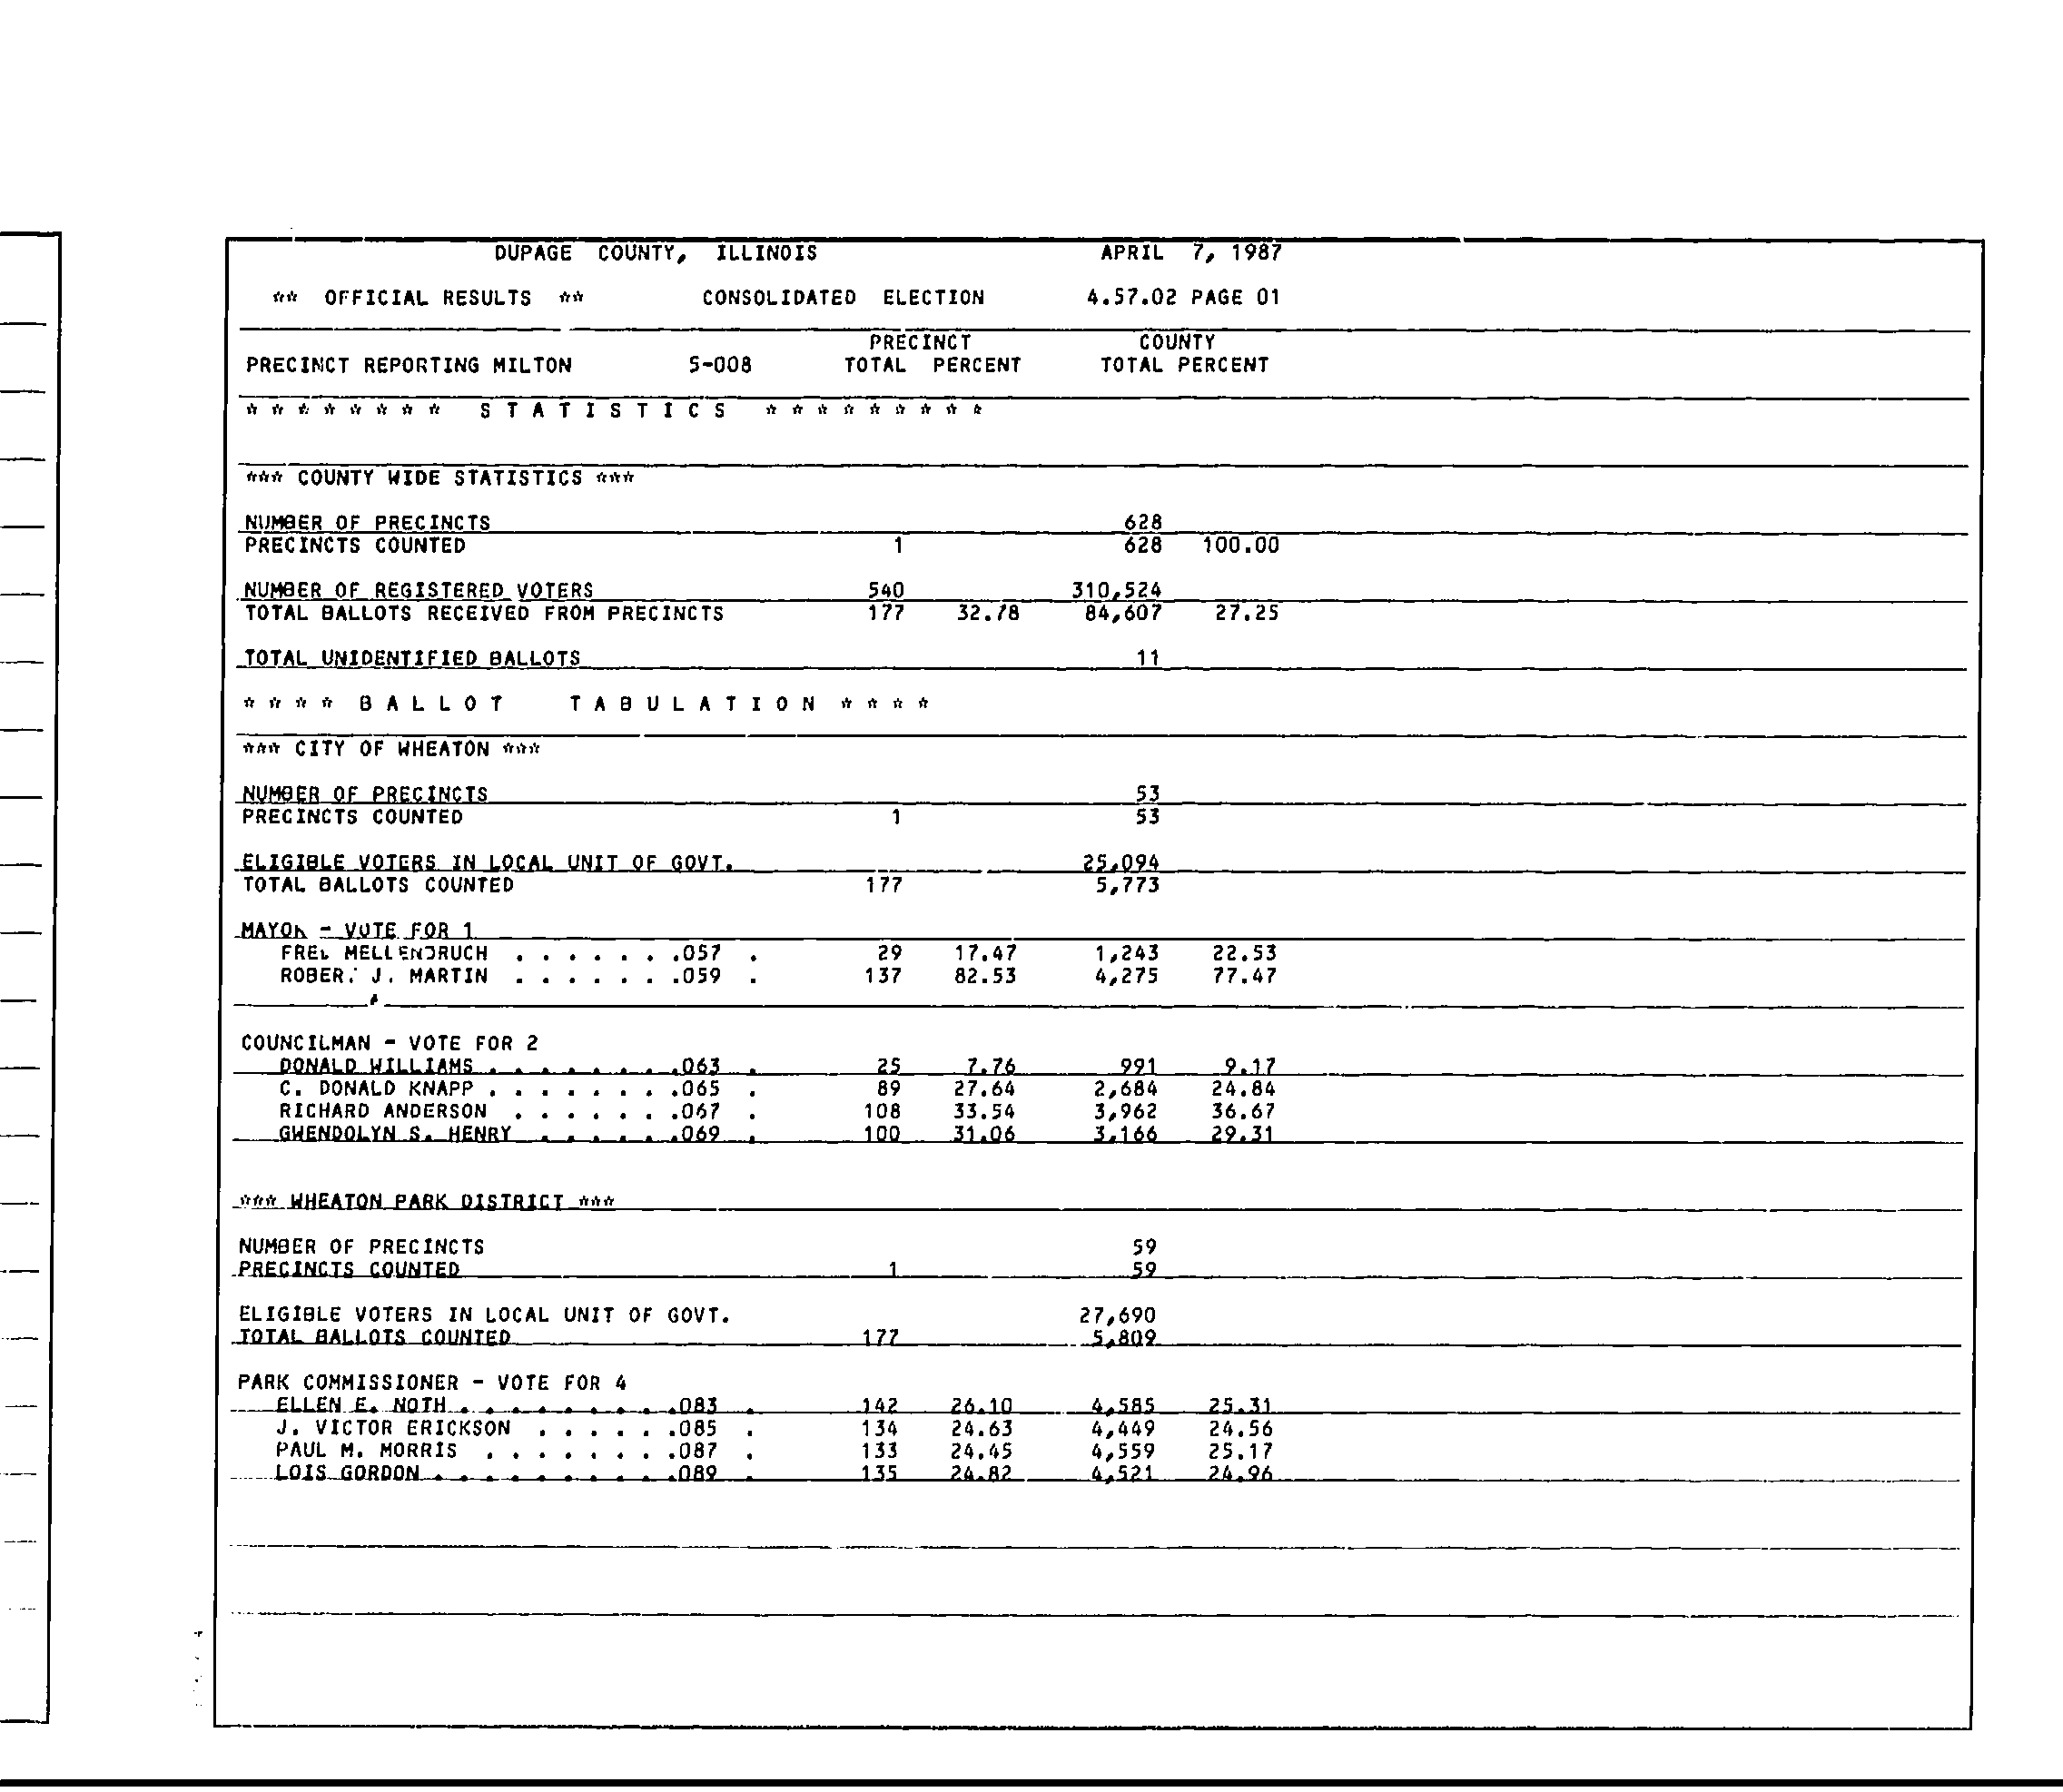 DUPAGE COUNTY, ILLINOIS APRIL 7, 1987
** OFFICIAL RESULTS ** CONSOLIDATED ELECTION 4.57.02 PAGE 01
PRECINCT COUNTY
PRECINCT REPORTING MILTON 5-008 TOTAL PERCENT TOTAL PERCENT
* * * * * * * * S T A T I S T I C S * * * * * * * * *
*** COUNTY WIDE STATISTICS ***
NUMBER OF PRECINCTS 628
PRECINCTS COUNTED 1 628 100.00
NUMBER OF REGISTERED VOTERS 540 310,524
TOTAL BALLOTS RECEIVED FROM PRECINCTS 177 32.78 84,607 27.25
TOTAL UNIDENTIFIED BALLOTS 11
* * * * B A L L O T T A B U L A T I O N * * * *
*** CITY OF WHEATON ***
NUMBER OF PRECINCTS 53
PRECINCTS COUNTED 1 53
ELIGIBLE VOTERS IN LOCAL UNIT OF GOVT. 25,094
TOTAL BALLOTS COUNTED 177 5,773
MAYOR - VOTE FOR 1
FRED MELLENDRUCH . . . . . . .057 . 29 17.47 1,243 22.53
ROBERT J. MARTIN . . . . . . .059 . 137 82.53 4,275 77.47
COUNCILMAN - VOTE FOR 2
DONALD WILLIAMS . . . . . . . .063 . 25 7.76 991 9.17
C. DONALD KNAPP . . . . . . . .065 . 89 27.64 2,684 24.84
RICHARD ANDERSON . . . . . . .067 . 108 33.54 3,962 36.67
GWENDOLYN S. HENRY . . . . . .069 . 100 31.06 3,166 29.31
*** WHEATON PARK DISTRICT ***
NUMBER OF PRECINCTS 59
PRECINCTS COUNTED 1 59
ELIGIBLE VOTERS IN LOCAL UNIT OF GOVT. 27,690
TOTAL BALLOTS COUNTED 177 5,809
PARK COMMISSIONER - VOTE FOR 4
ELLEN E. NOTH . . . . . . . . .083 . 142 26.10 4,585 25.31
J. VICTOR ERICKSON . . . . . .085 . 134 24.63 4,449 24.56
PAUL M. MORRIS . . . . . . . .087 . 133 24.45 4,559 25.17
LOIS GORDON . . . . . . . . . .089 . 135 24.82 4,521 24.96